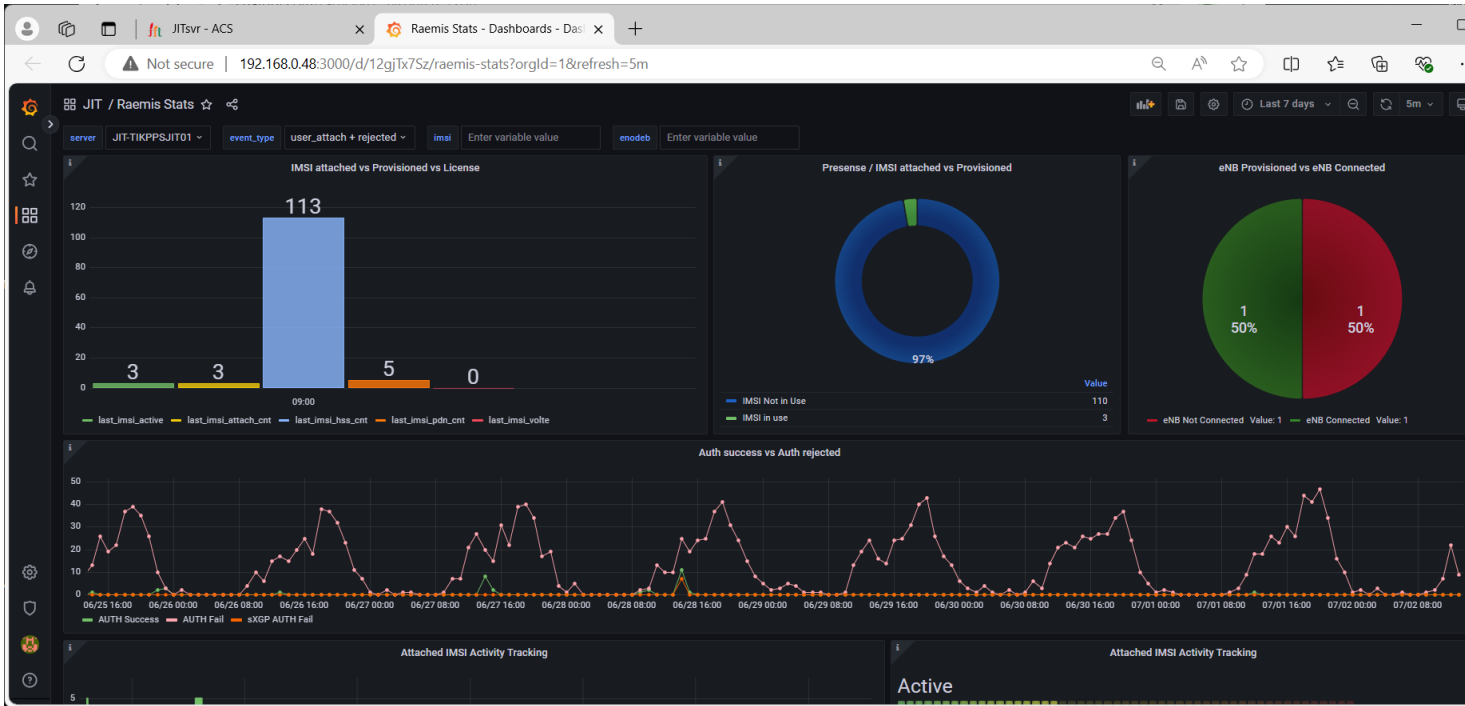 JITsvr - ACS
Raemis Stats - Dashboards - Das
Not secure | 192.168.0.48:3000/d/12gjTx7Sz/raemis-stats?orgId=1&refresh=5m
JIT / Raemis Stats
Last 7 days
5m
server JIT-TIKPPSJIT01 event_type user_attach + rejected imsi Enter variable value enodeb Enter variable value
IMSI attached vs Provisioned vs License
120
100
80
60
40
20
0
3
3
113
5
0
09:00
last_imsi_active last_imsi_attach_cnt last_imsi_hss_cnt last_imsi_pdn_cnt last_imsi_volte
Presense / IMSI attached vs Provisioned
97%
Value
IMSI Not in Use 110
IMSI in use 3
eNB Provisioned vs eNB Connected
1
50%
1
50%
eNB Not Connected Value: 1 eNB Connected Value: 1
Auth success vs Auth rejected
50
40
30
20
10
0
06/25 16:00 06/26 00:00 06/26 08:00 06/26 16:00 06/27 00:00 06/27 08:00 06/27 16:00 06/28 00:00 06/28 08:00 06/28 16:00 06/29 00:00 06/29 08:00 06/29 16:00 06/30 00:00 06/30 08:00 06/30 16:00 07/01 00:00 07/01 08:00 07/01 16:00 07/02 00:00 07/02 08:00
AUTH Success AUTH Fail sXGP AUTH Fail
Attached IMSI Activity Tracking
5
Attached IMSI Activity Tracking
Active